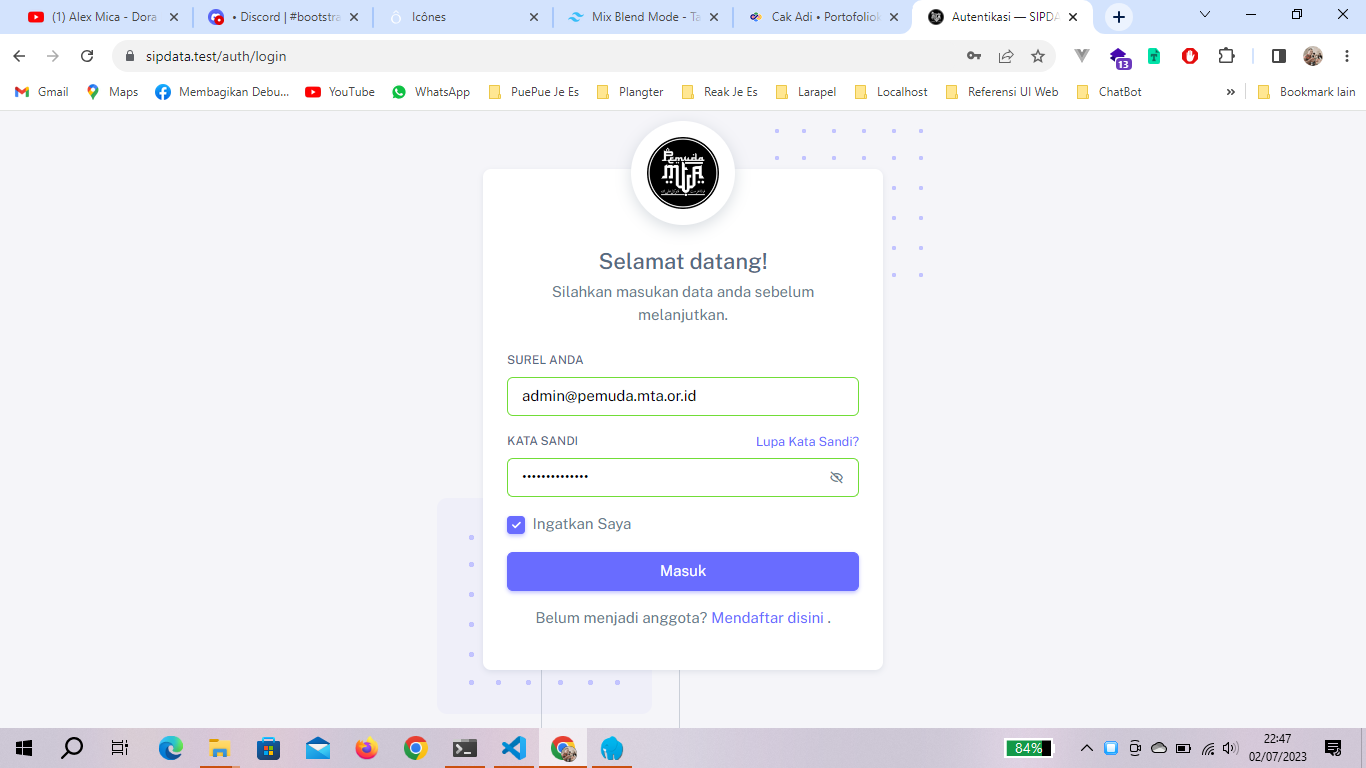 (1) Alex Mica - Dora
• Discord | #bootstra
Icônes
Mix Blend Mode - Ta
Cak Adi • Portofoliok
Autentikasi — SIPDA
sipdata.test/auth/login
13
Gmail
Maps
Membagikan Debu...
YouTube
WhatsApp
PuePue Je Es
Plangter
Reak Je Es
Larapel
Localhost
Referensi UI Web
ChatBot
»
Bookmark lain
Pemuda
MTA
Selamat datang!
Silahkan masukan data anda sebelum
melanjutkan.
SUREL ANDA
admin@pemuda.mta.or.id
KATA SANDI
Lupa Kata Sandi?
••••••••••••••
Ingatkan Saya
Masuk
Belum menjadi anggota? Mendaftar disini .
84%
22:47
02/07/2023